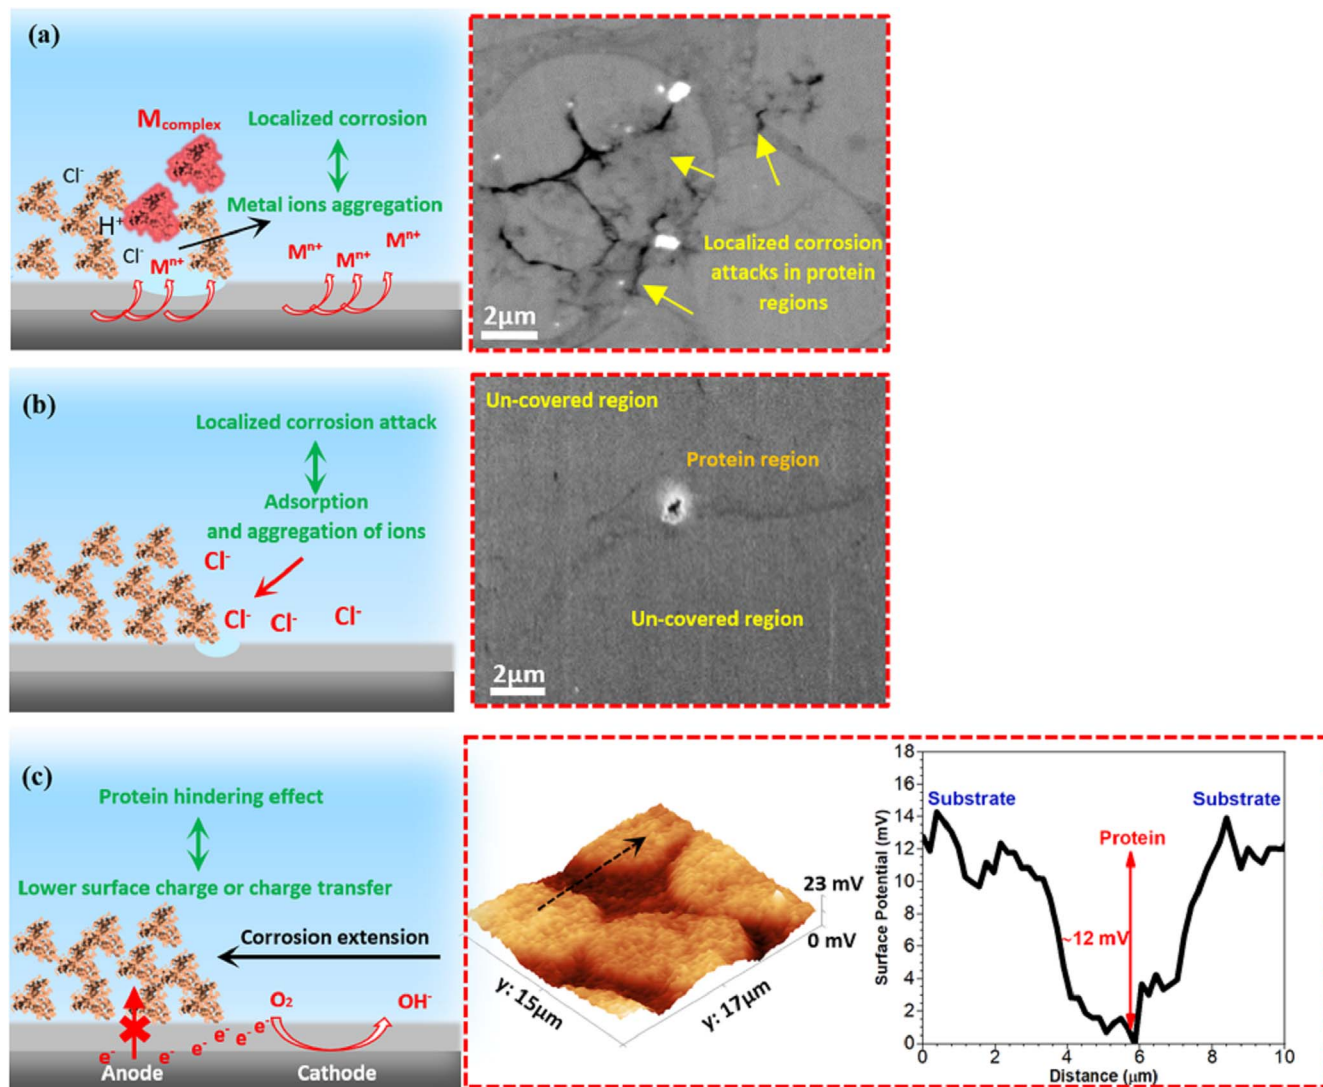 (a)
M complex
Localized corrosion
Cl⁻
Metal ions aggregation
H⁺
Cl⁻
Mⁿ⁺
Mⁿ⁺
Mⁿ⁺
Mⁿ⁺
Localized corrosion
attacks in protein
regions
2μm
(b)
Localized corrosion attack
Adsorption
and aggregation of ions
Cl⁻
Cl⁻
Cl⁻
Cl⁻
Un-covered region
Protein region
Un-covered region
2μm
(c)
Protein hindering effect
Lower surface charge or charge transfer
Corrosion extension
O₂
OH⁻
e⁻
e⁻
e⁻
e⁻
e⁻
e⁻
Anode
Cathode
23 mV
0 mV
y: 15μm
y: 17μm
Surface Potential (mV)
18
16
14
12
10
8
6
4
2
0
Substrate
Substrate
Protein
~12 mV
0
2
4
6
8
10
Distance (μm)